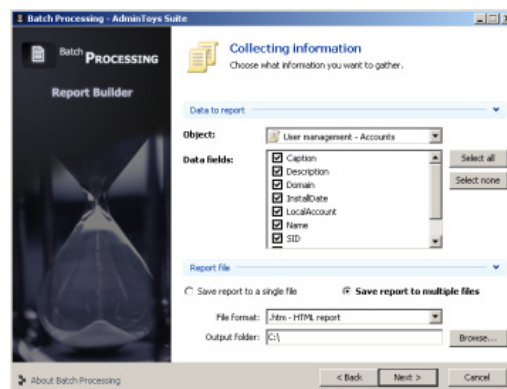 Batch Processing - AdminToys Suite
Batch PROCESSING
Report Builder
Collecting information
Choose what information you want to gather.
Data to report
Object:
User management - Accounts
Data fields:
Caption
Description
Domain
InstallDate
LocalAccount
Name
SID
Select all
Select none
Report file
Save report to a single file
Save report to multiple files
File format:
.htm - HTML report
Output folder:
C:\
Browse...
About Batch Processing
< Back
Next >
Cancel